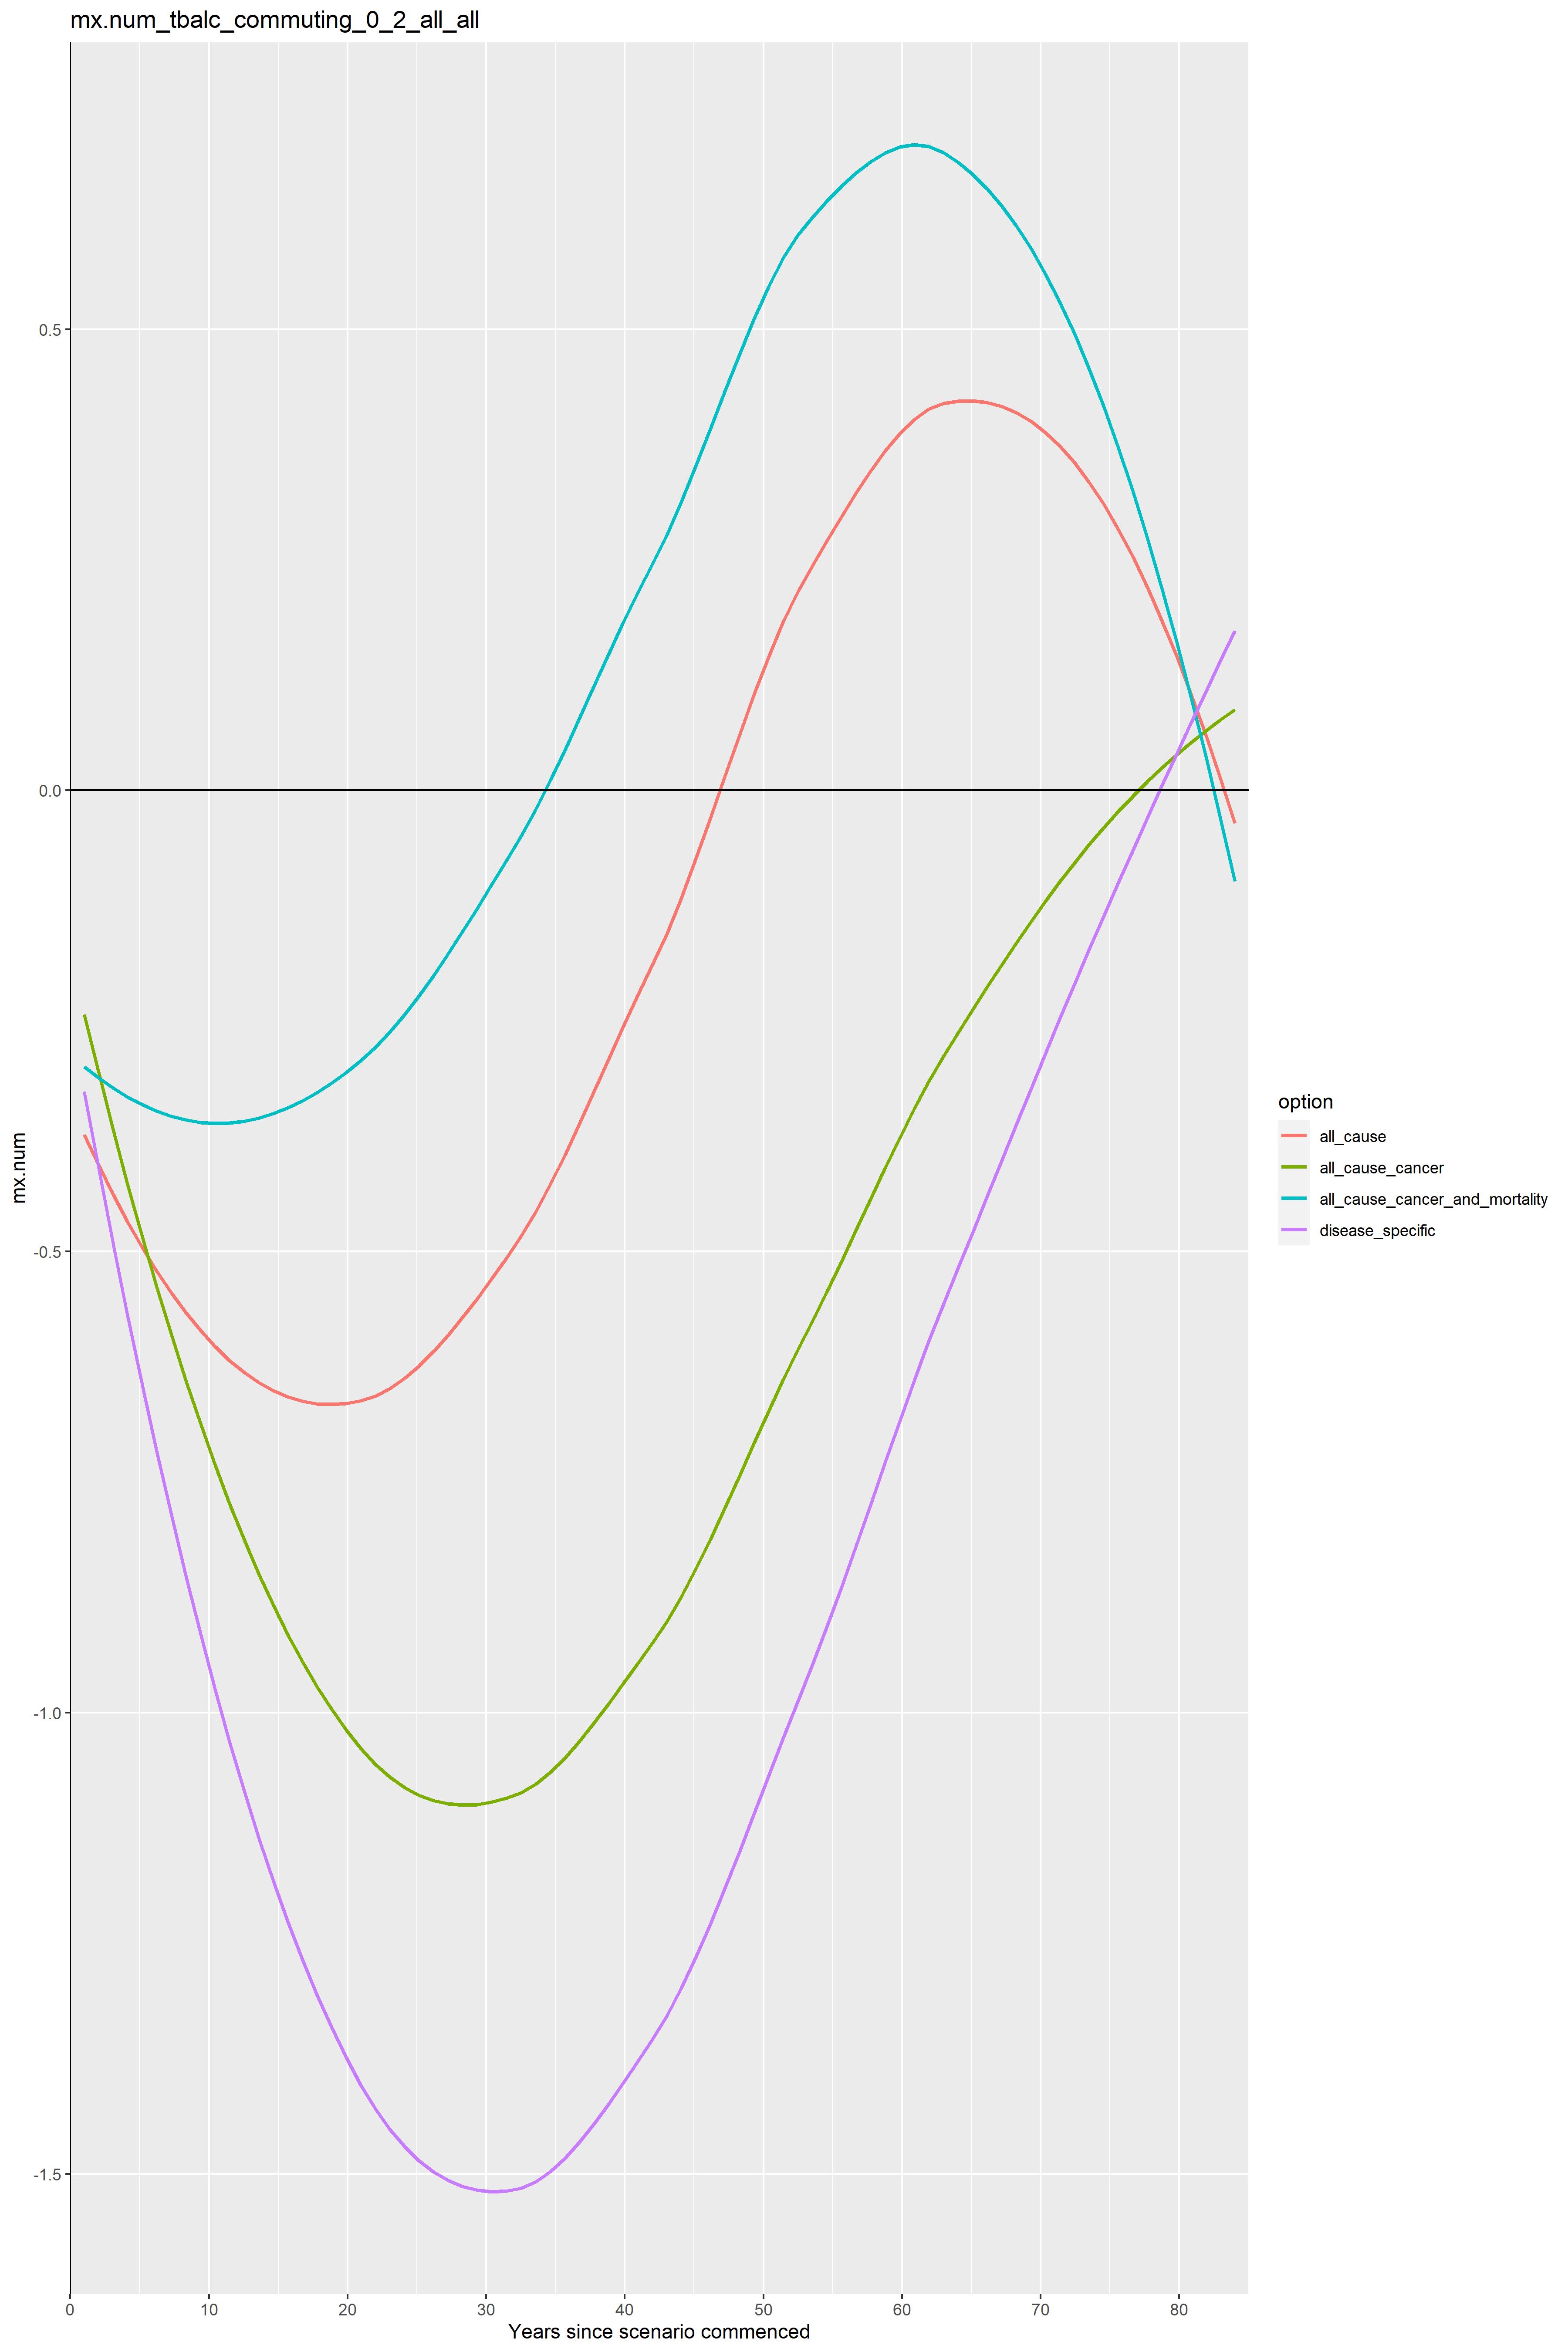 mx.num_tbalc_commuting_0_2_all_all
0.5
0.0
-0.5
-1.0
-1.5
mx.num
0 10 20 30 40 50 60 70 80
Years since scenario commenced
option
all_cause
all_cause_cancer
all_cause_cancer_and_mortality
disease_specific